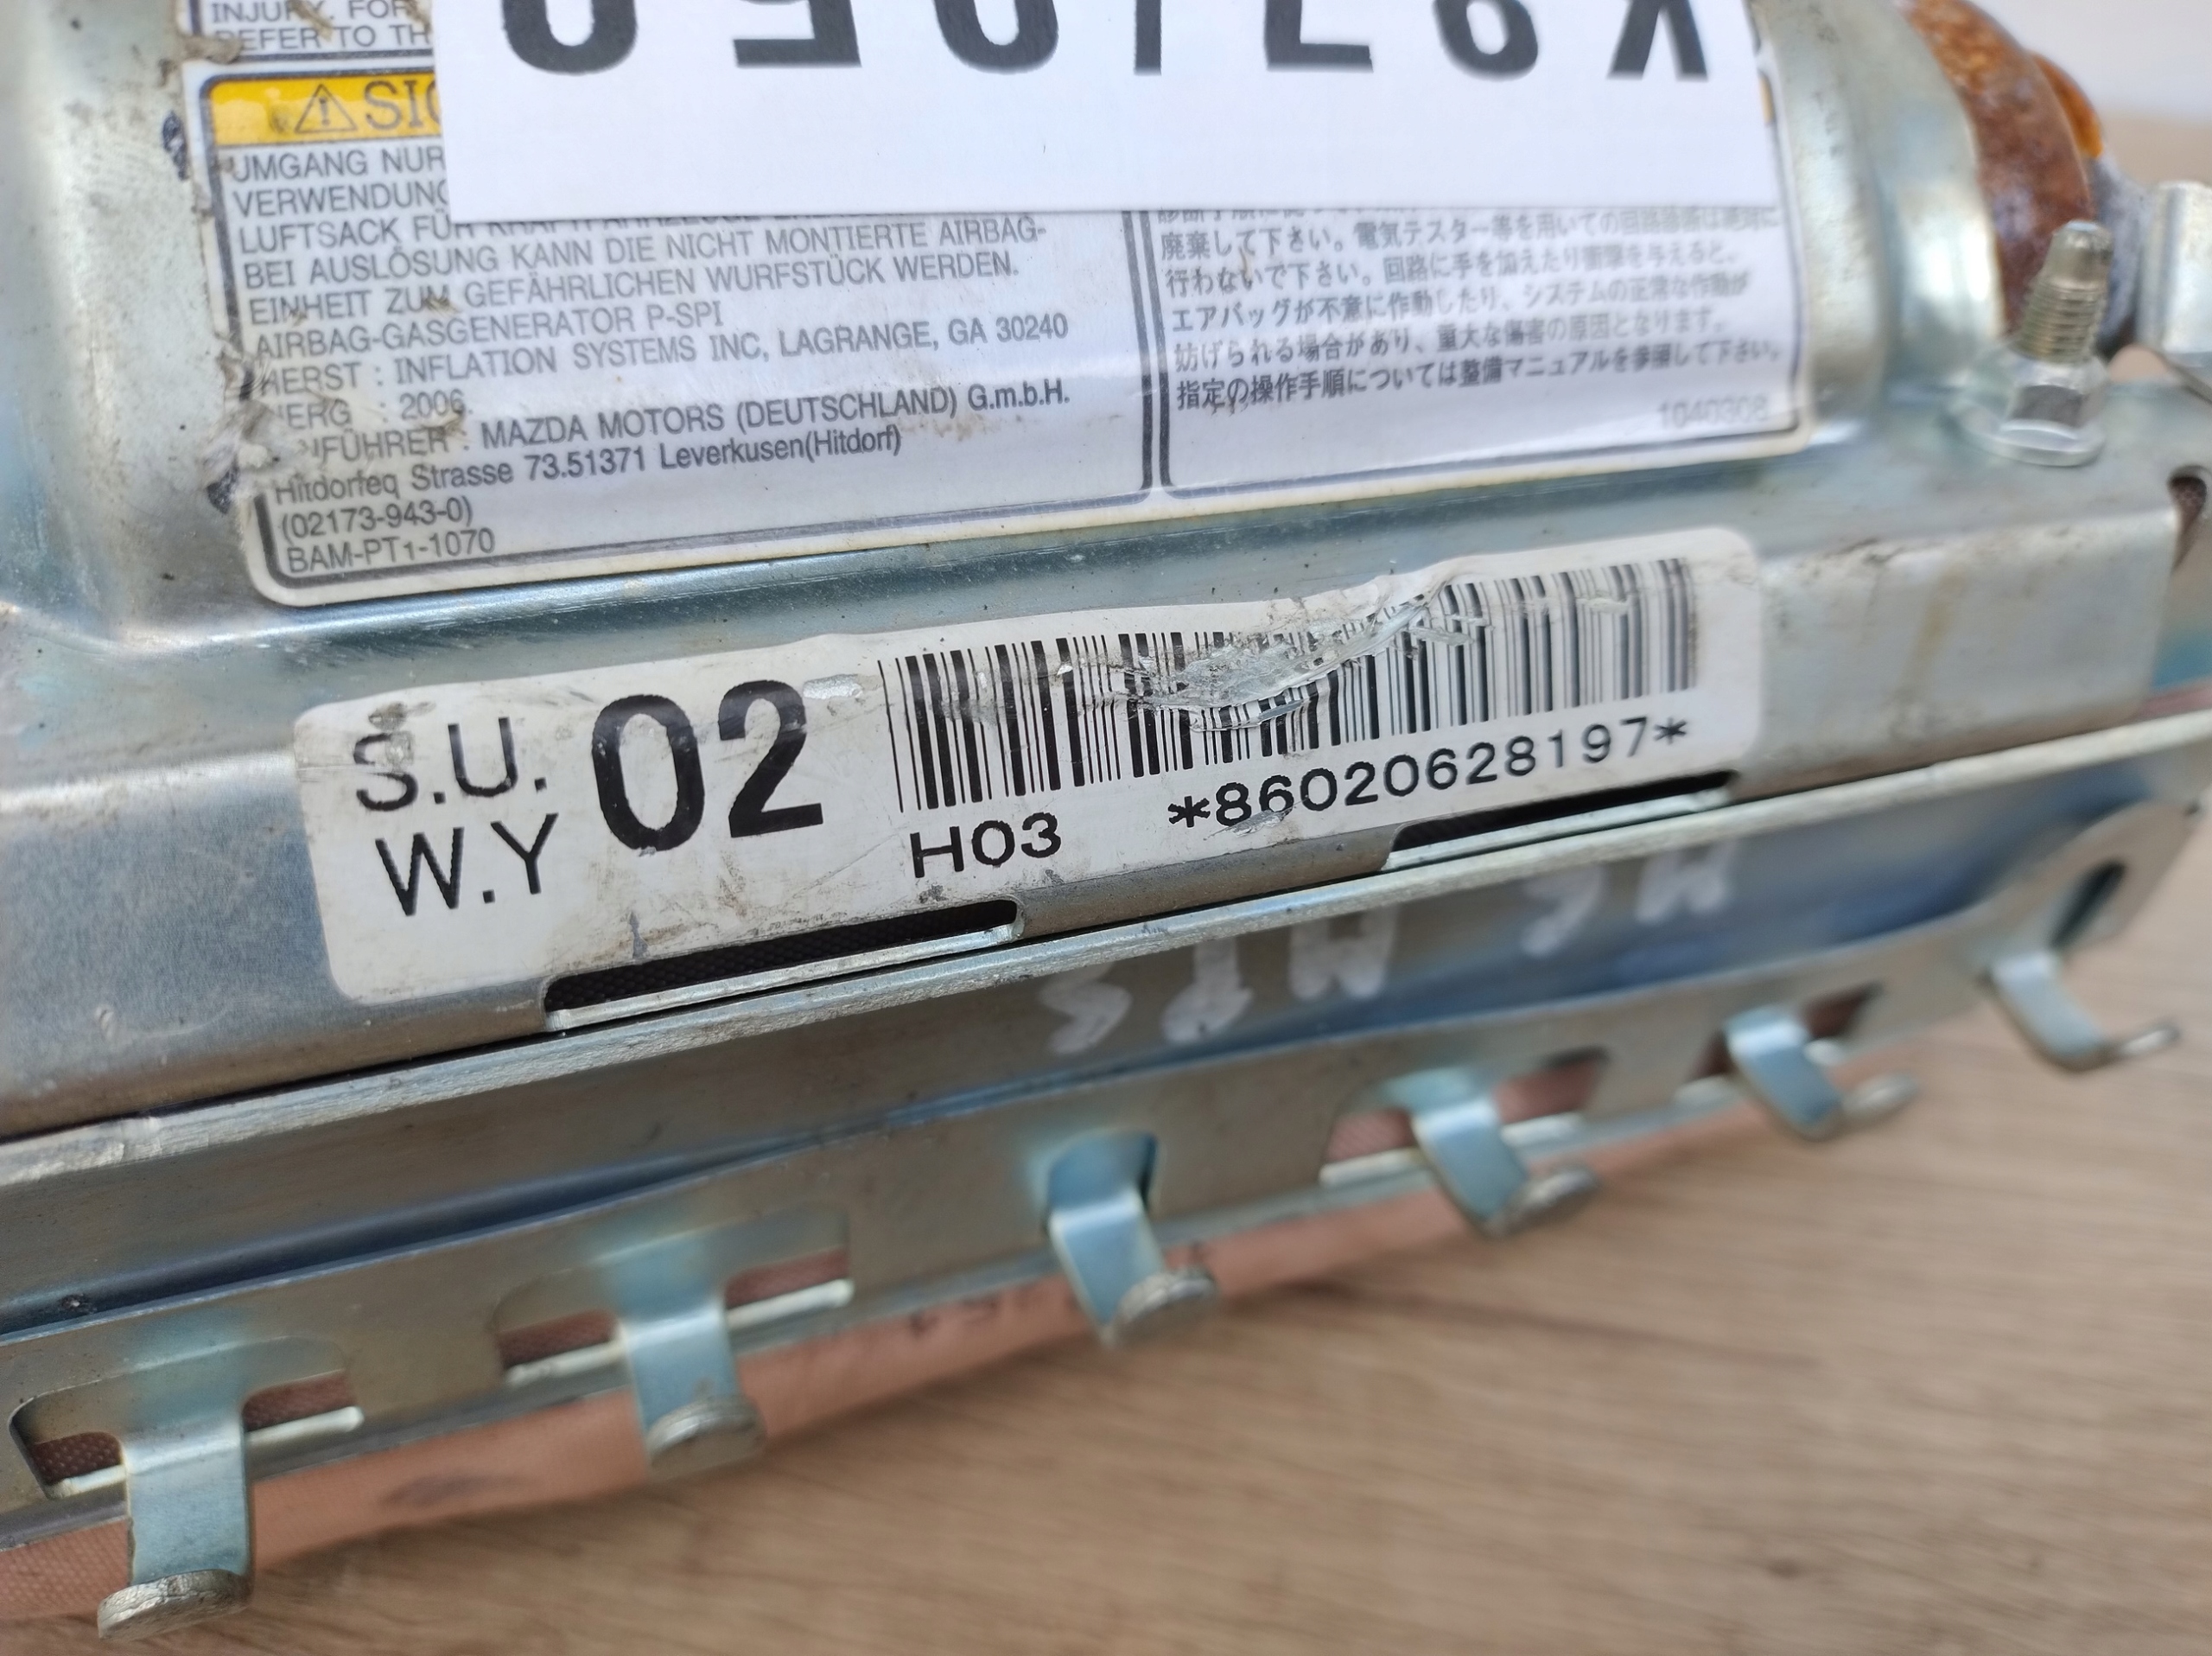 INJURY. FOR
REFER TO TH
UMGANG NUR
VERWENDUNG
LUFTSACK FÜR KRAFTFAHRZEUGE
BEI AUSLÖSUNG KANN DIE NICHT MONTIERTE AIRBAG-
EINHEIT ZUM GEFÄHRLICHEN WURFSTÜCK WERDEN.
AIRBAG-GASGENERATOR P-SPI
HERST : INFLATION SYSTEMS INC, LAGRANGE, GA 30240
HERG : 2006.
INFÜHRER : MAZDA MOTORS (DEUTSCHLAND) G.m.b.H.
Hitdorfeq Strasse 73.51371 Leverkusen(Hitdorf)
(02173-943-0)
BAM-PT1-1070
廃棄して下さい。電気テスター等を用いての回路診断は絶対に
行わないで下さい。回路に手を加えたり衝撃を与えると、
エアバッグが不意に作動したり、システムの正常な作動が
妨げられる場合があり、重大な傷害の原因となります。
指定の操作手順については整備マニュアルを参照して下さい。
1040308
S.U.
W.Y
02
H03 *86020628197*